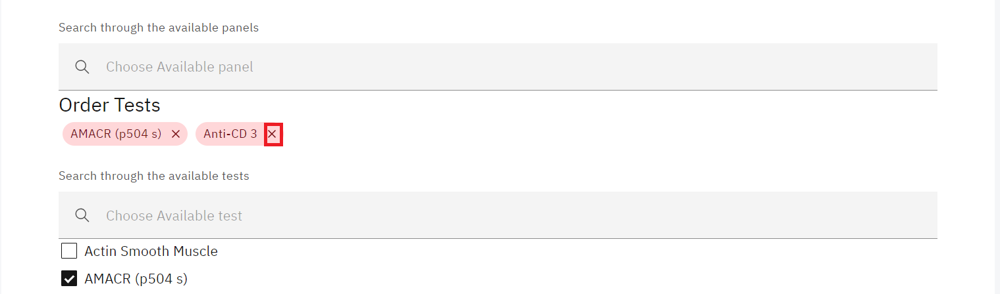 Search through the available panels
Choose Available panel
Order Tests
AMACR (p504 s) Anti-CD 3
Search through the available tests
Choose Available test
Actin Smooth Muscle
AMACR (p504 s)